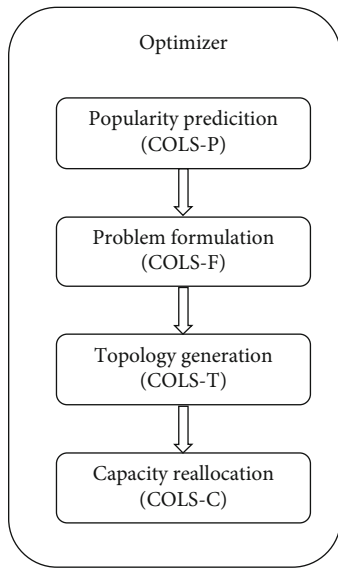 Optimizer
Popularity predicition
(COLS-P)
Problem formulation
(COLS-F)
Topology generation
(COLS-T)
Capacity reallocation
(COLS-C)